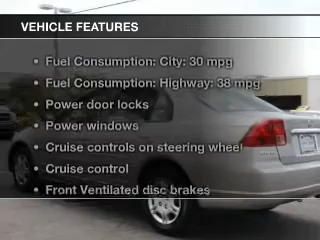 VEHICLE FEATURES
• Fuel Consumption: City: 30 mpg
• Fuel Consumption: Highway: 38 mpg
• Power door locks
• Power windows
• Cruise controls on steering wheel
• Cruise control
• Front Ventilated disc brakes